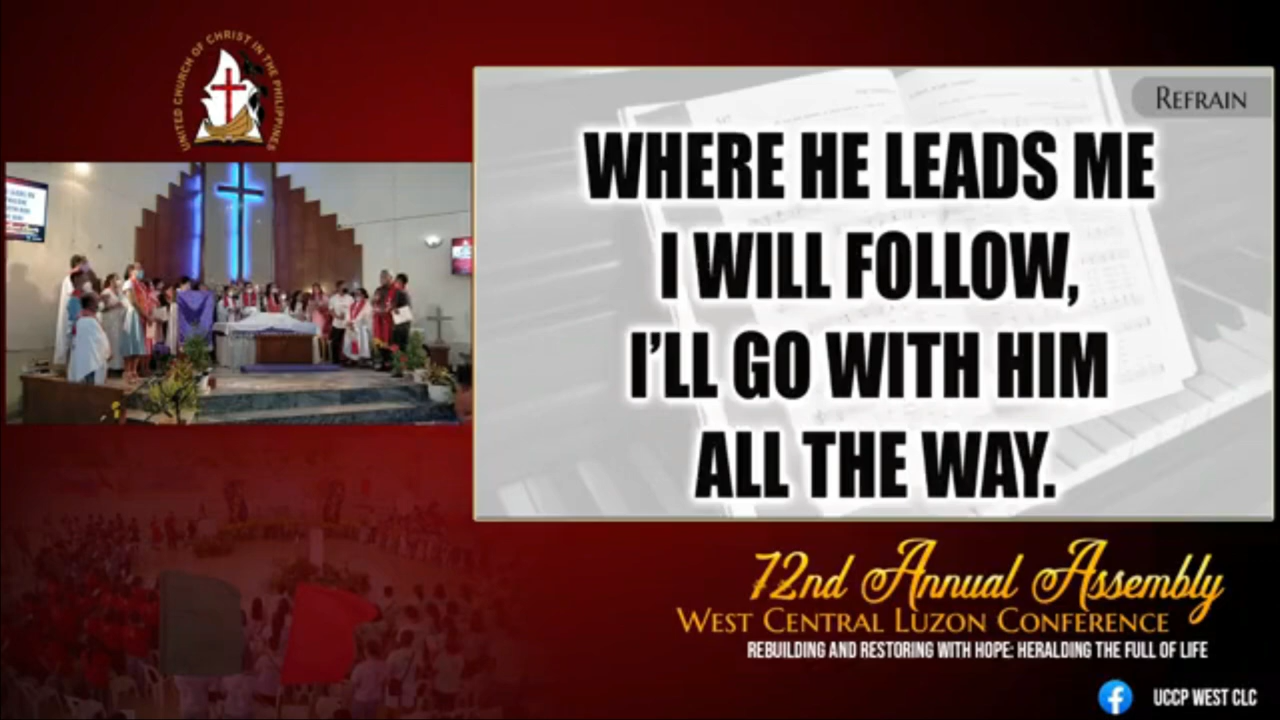 UNITED CHURCH OF CHRIST IN THE PHILIPPINES
REFRAIN
WHERE HE LEADS ME
I WILL FOLLOW,
I'LL GO WITH HIM
ALL THE WAY.
72nd Annual Assembly
WEST CENTRAL LUZON CONFERENCE
REBUILDING AND RESTORING WITH HOPE: HERALDING THE FULL OF LIFE
UCCP WEST CLC